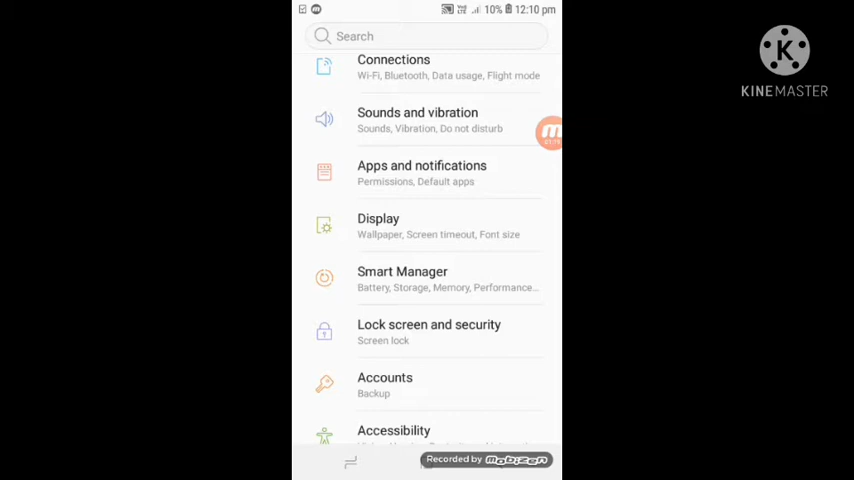 10% 12:10 pm
Search
Connections
Wi-Fi, Bluetooth, Data usage, Flight mode
Sounds and vibration
Sounds, Vibration, Do not disturb
Apps and notifications
Permissions, Default apps
Display
Wallpaper, Screen timeout, Font size
Smart Manager
Battery, Storage, Memory, Performance...
Lock screen and security
Screen lock
Accounts
Backup
Accessibility
Recorded by mobizen
K
KINEMASTER